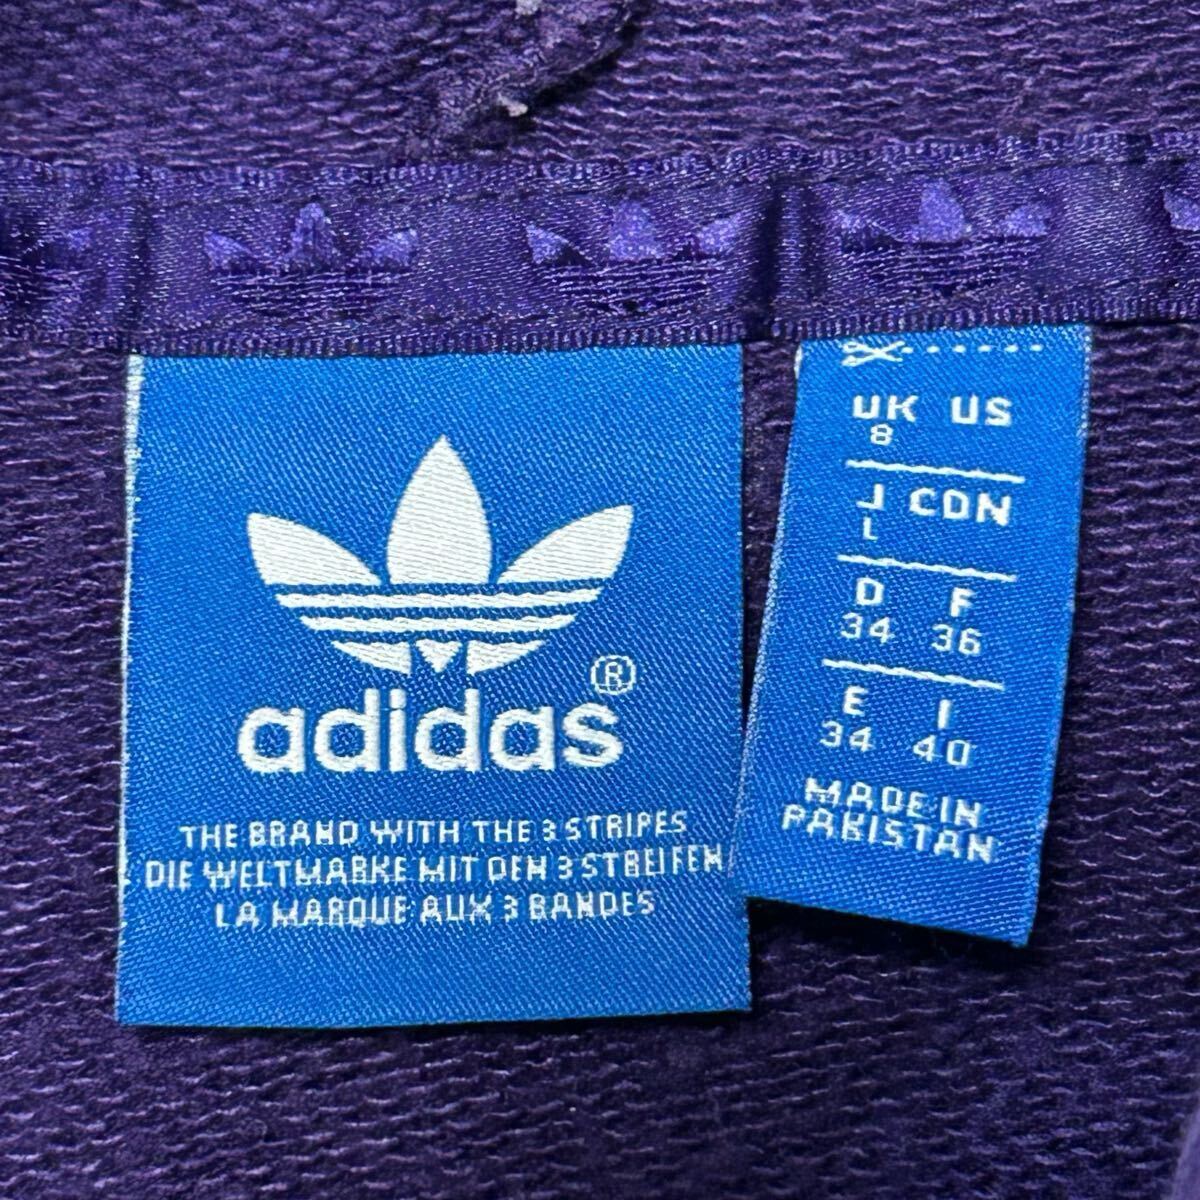 adidas®
THE BRAND WITH THE 3 STRIPES
DIE WELTMARKE MIT DEN 3 STREIFEN
LA MARQUE AUX 3 BANDES
UK US
8
J CDN
L
D F
34 36
E I
34 40
MADE IN
PAKISTAN